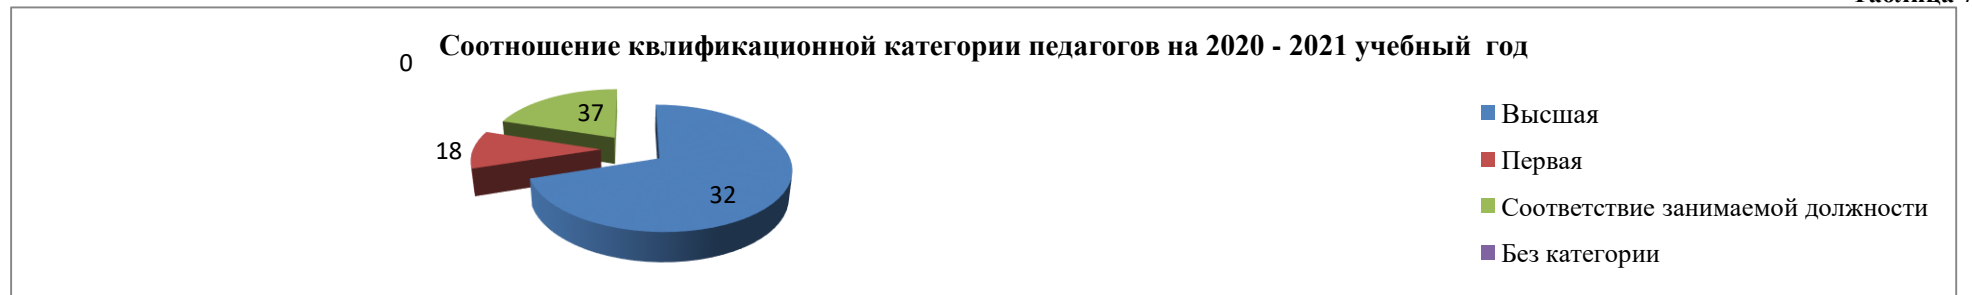 Соотношение квлификационной категории педагогов на 2020 - 2021 учебный год
0
37
18
32
Высшая
Первая
Соответствие занимаемой должности
Без категории